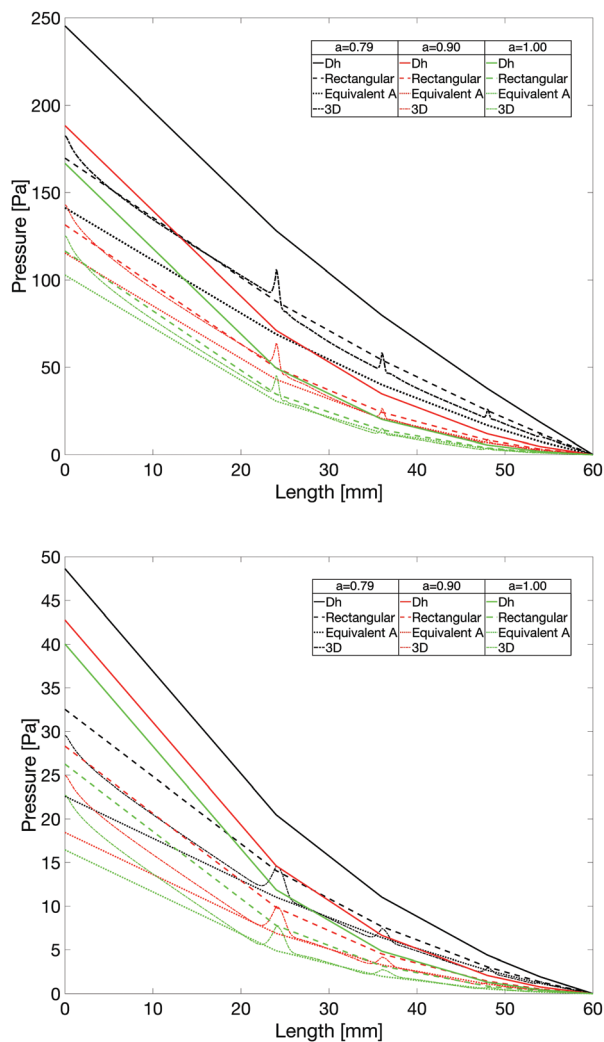 250
200
150
100
50
0
Pressure [Pa]
a=0.79 a=0.90 a=1.00
Dh Dh Dh
Rectangular Rectangular Rectangular
Equivalent A Equivalent A Equivalent A
3D 3D 3D
0 10 20 30 40 50 60
Length [mm]
50
45
40
35
30
25
20
15
10
5
0
Pressure [Pa]
a=0.79 a=0.90 a=1.00
Dh Dh Dh
Rectangular Rectangular Rectangular
Equivalent A Equivalent A Equivalent A
3D 3D 3D
0 10 20 30 40 50 60
Length [mm]